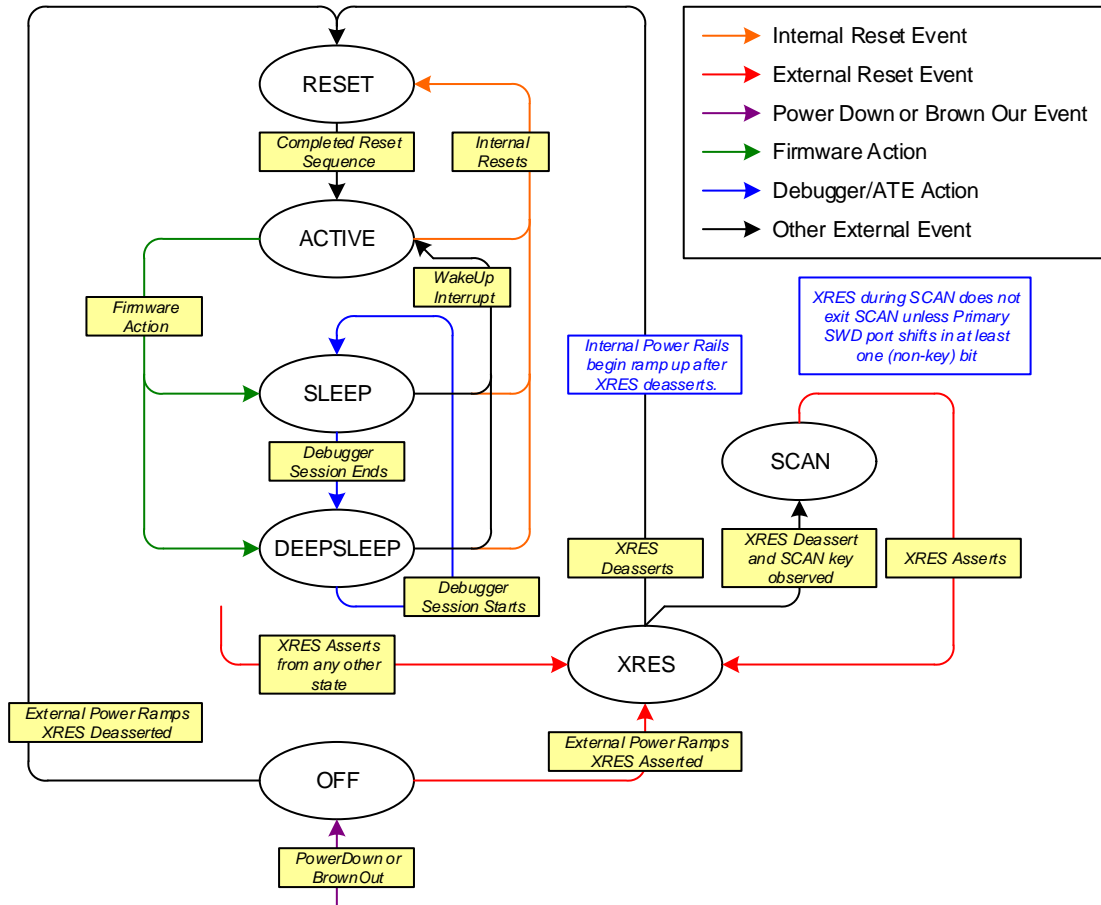 RESET
Completed Reset
Sequence
Internal
Resets
ACTIVE
WakeUp
Interrupt
Firmware
Action
SLEEP
Debugger
Session Ends
DEEPSLEEP
Debugger
Session Starts
Internal Reset Event
External Reset Event
Power Down or Brown Our Event
Firmware Action
Debugger/ATE Action
Other External Event
XRES during SCAN does not
exit SCAN unless Primary
SWD port shifts in at least
one (non-key) bit
Internal Power Rails
begin ramp up after
XRES deasserts.
SCAN
XRES
Deasserts
XRES Deassert
and SCAN key
observed
XRES Asserts
XRES Asserts
from any other
state
XRES
External Power Ramps
XRES Deasserted
External Power Ramps
XRES Asserted
OFF
PowerDown or
BrownOut